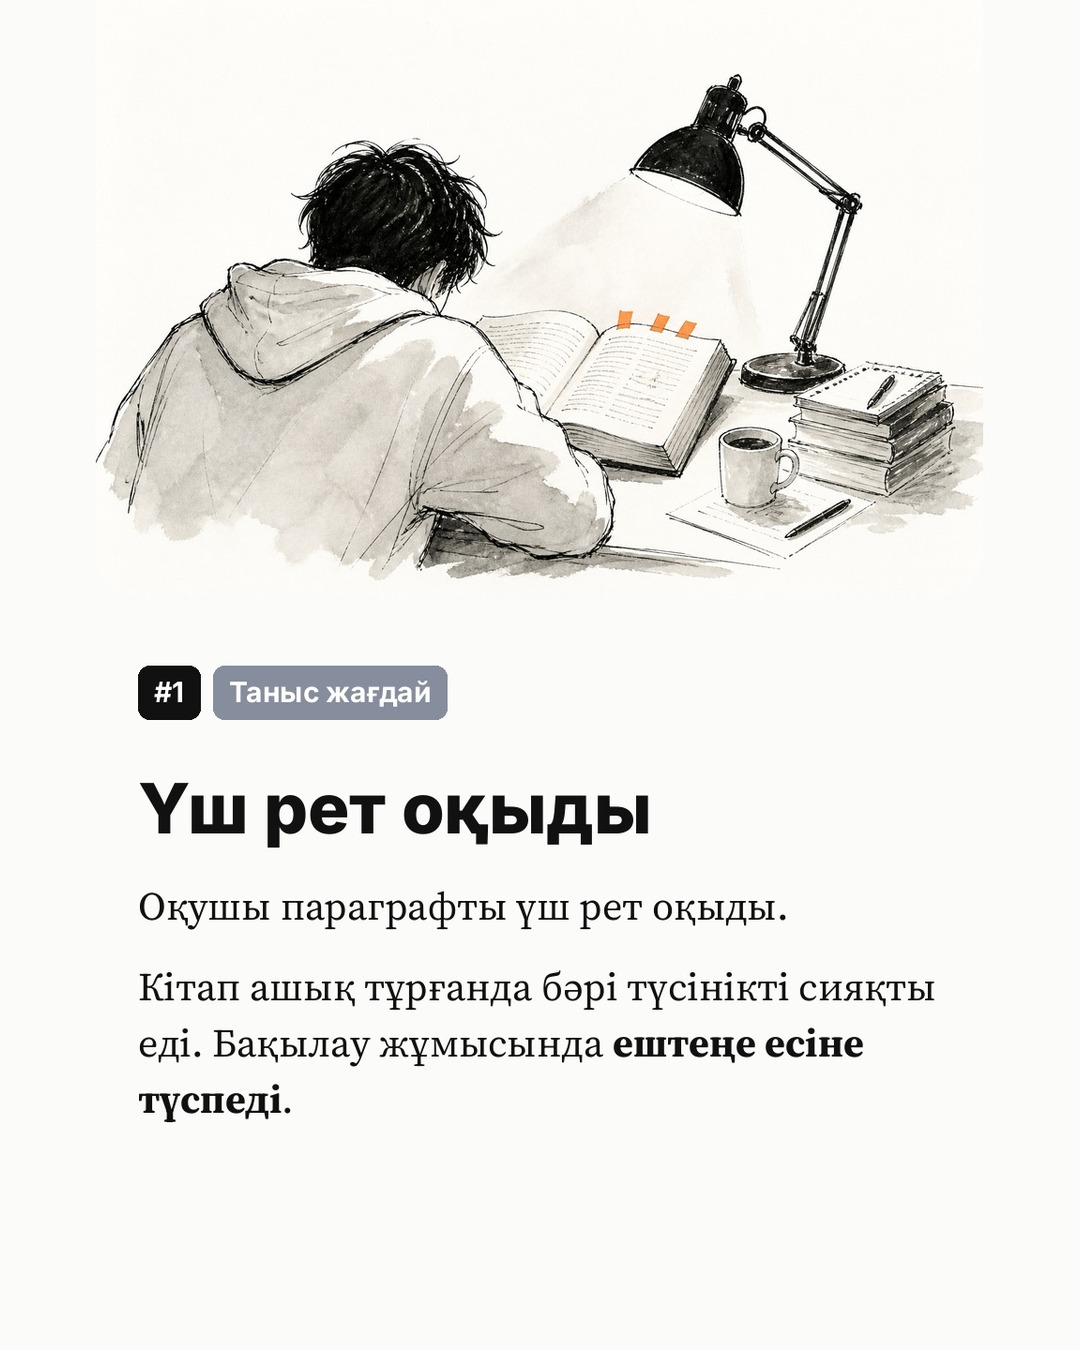 #1 Таныс жағдай
Үш рет оқыды
Оқушы параграфты үш рет оқыды.
Кітап ашық тұрғанда бәрі түсінікті сияқты
еді. Бақылау жұмысында ештеңе есіне
түспеді.